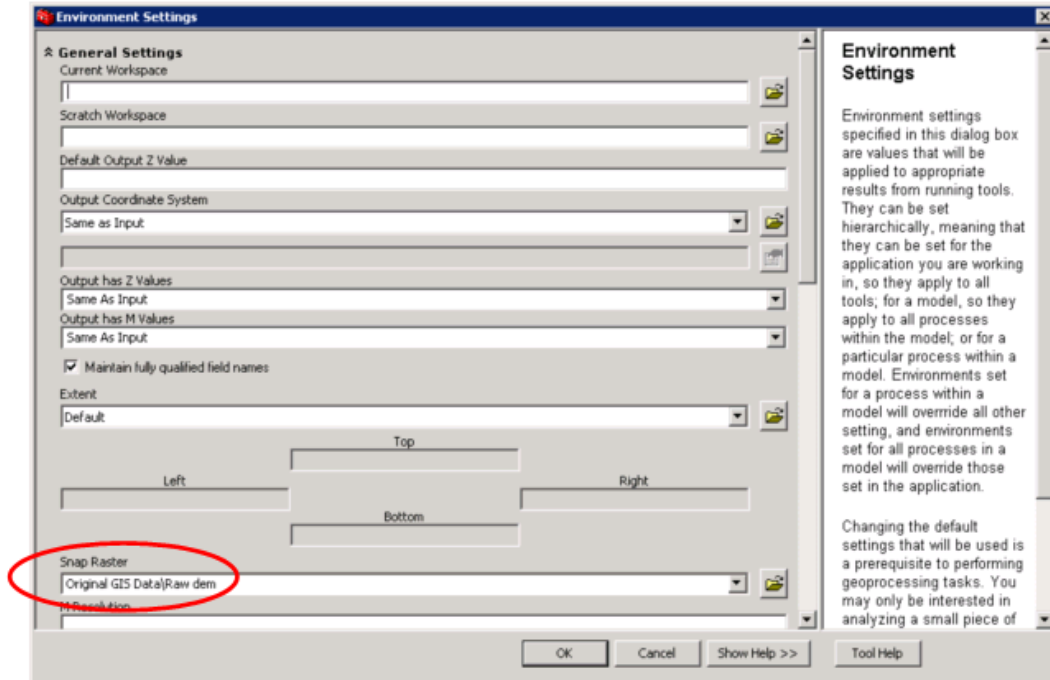 Environment Settings
General Settings
Current Workspace
Scratch Workspace
Default Output Z Value
Output Coordinate System
Same as Input
Output has Z Values
Same As Input
Output has M Values
Same As Input
Maintain fully qualified field names
Extent
Default
Top
Left
Right
Bottom
Snap Raster
Original GIS Data\Raw dem
M Resolution
OK
Cancel
Show Help >>
Tool Help
Environment
Settings
Environment settings
specified in this dialog box
are values that will be
applied to appropriate
results from running tools.
They can be set
hierarchically, meaning that
they can be set for the
application you are working
in, so they apply to all
tools; for a model, so they
apply to all processes
within the model; or for a
particular process within a
model. Environments set
for a process within a
model will overrride all other
setting, and environments
set for all processes in a
model will override those
set in the application.
Changing the default
settings that will be used is
a prerequisite to performing
geoprocessing tasks. You
may only be interested in
analyzing a small piece of